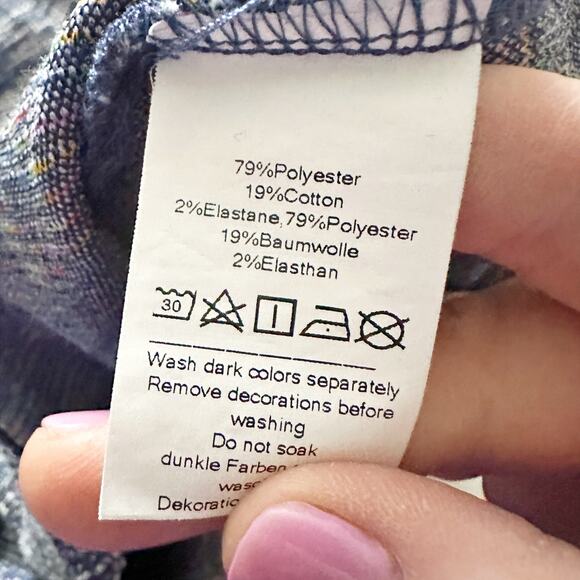 79%Polyester
19%Cotton
2%Elastane,79%Polyester
19%Baumwolle
2%Elasthan
30
Wash dark colors separately
Remove decorations before
washing
Do not soak
dunkle Farben